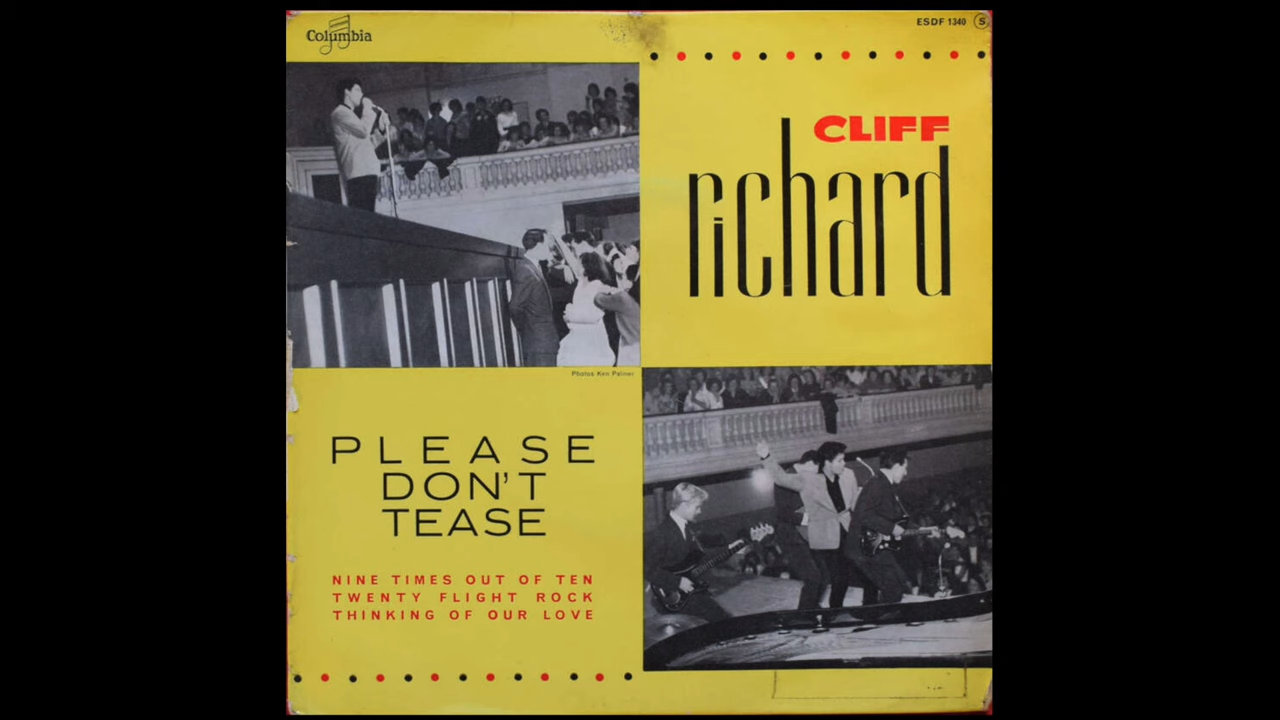 Columbia
ESDF 1340 S
CLIFF
richard
Photos Ken Palmer
PLEASE
DON'T
TEASE
NINE TIMES OUT OF TEN
TWENTY FLIGHT ROCK
THINKING OF OUR LOVE